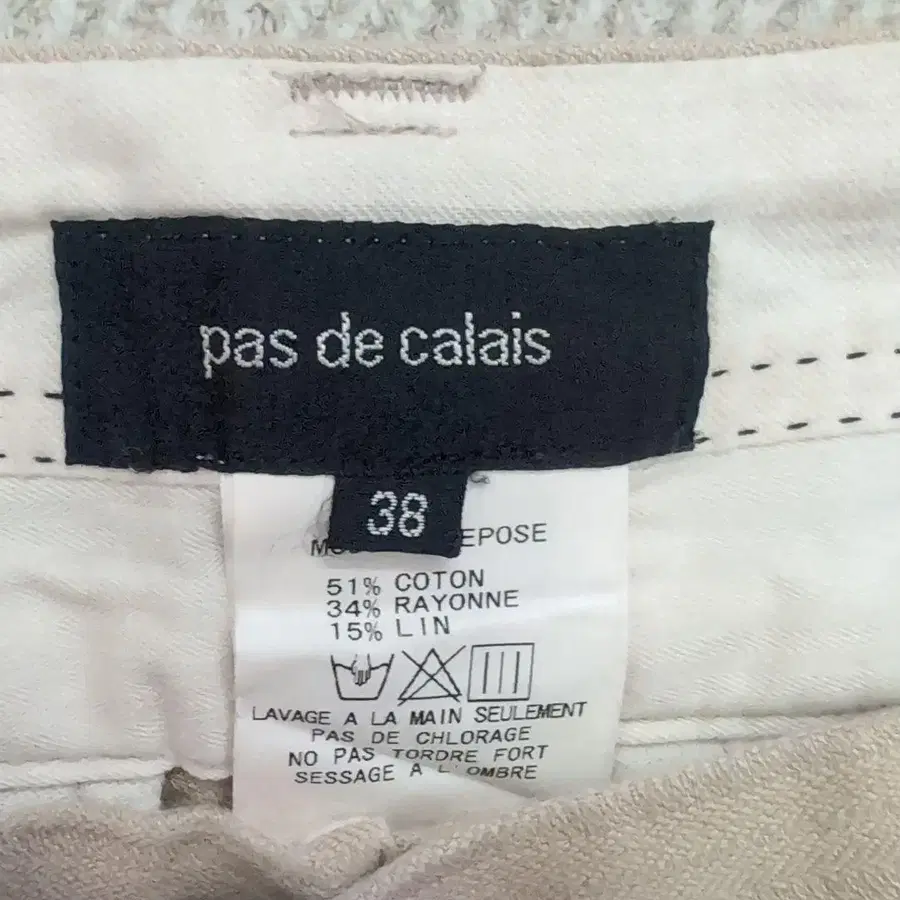 pas de calais
38
EPOSE
51% COTON
34% RAYONNE
15% LIN
LAVAGE A LA MAIN SEULEMENT
PAS DE CHLORAGE
NO PAS TORDRE FORT
SESSAGE A L'OMBRE